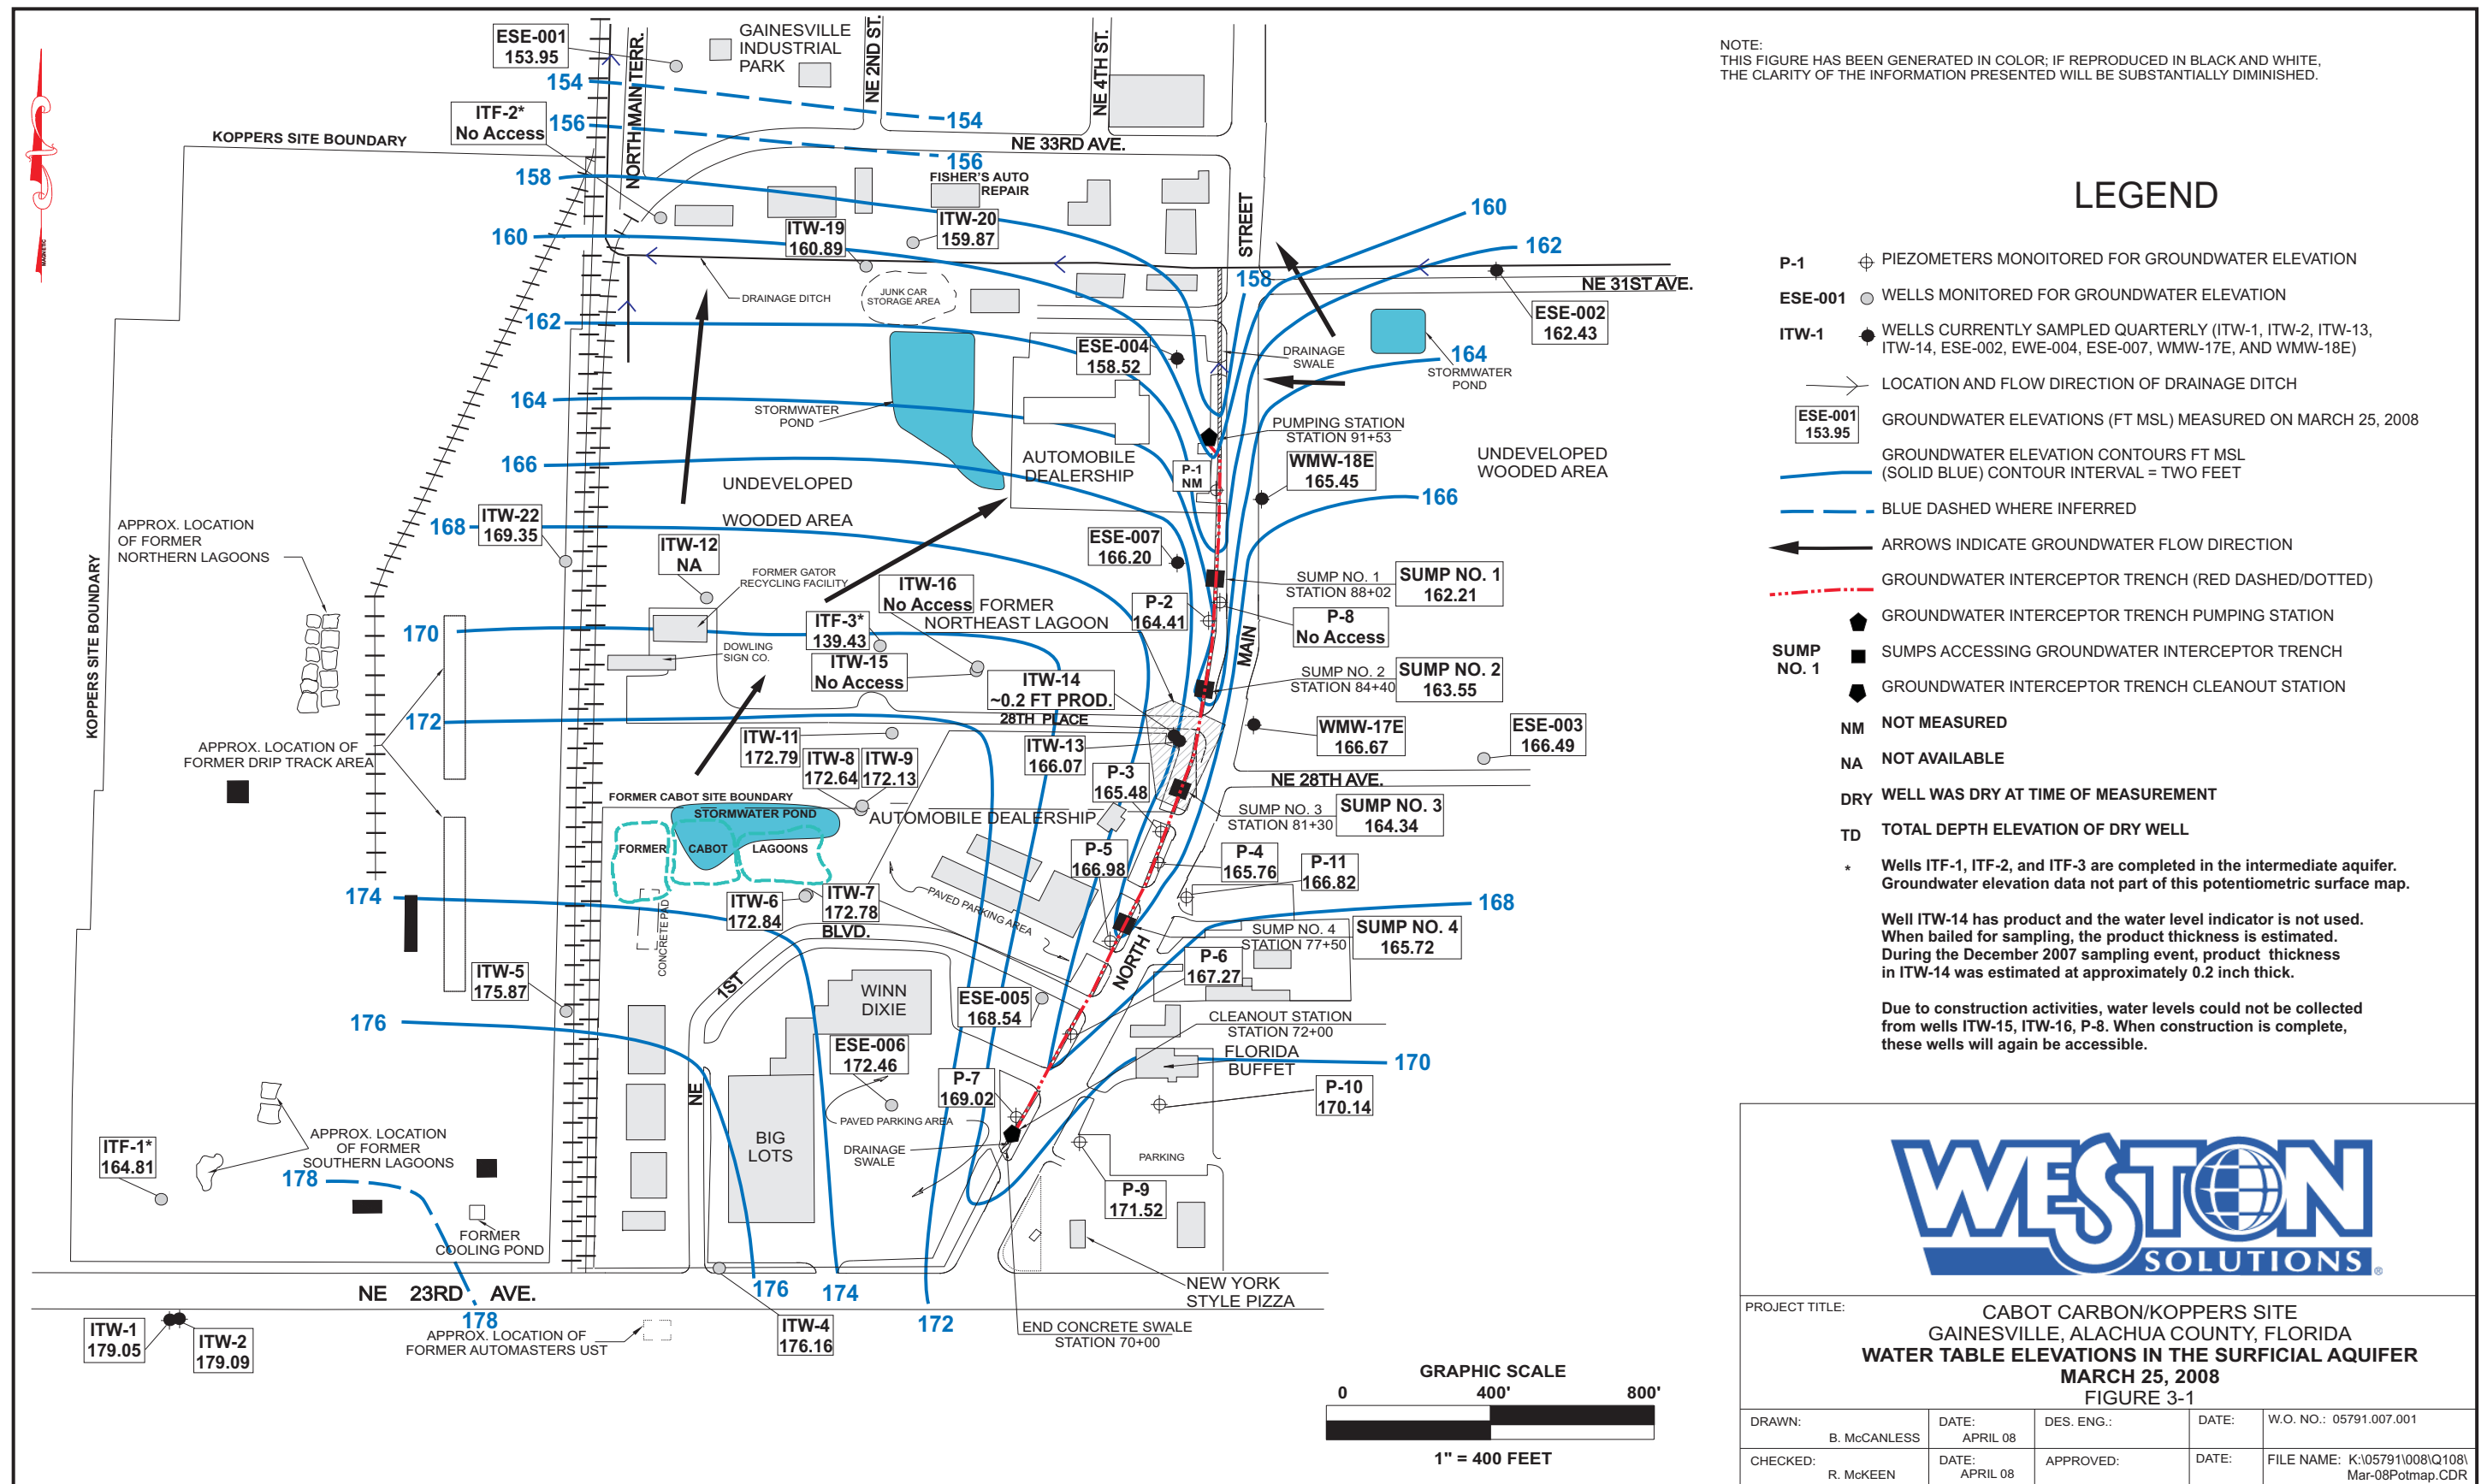 NOTE:
THIS FIGURE HAS BEEN GENERATED IN COLOR; IF REPRODUCED IN BLACK AND WHITE,
THE CLARITY OF THE INFORMATION PRESENTED WILL BE SUBSTANTIALLY DIMINISHED.
ESE-001
153.95
GAINESVILLE
INDUSTRIAL
PARK
NORTH MAIN TERR.
NE 2ND ST.
NE 4TH ST.
154
154
ITF-2*
No Access
156
156
KOPPERS SITE BOUNDARY
NE 33RD AVE.
158
FISHER'S AUTO
REPAIR
ITW-20
159.87
ITW-19
160.89
160
160
162
STREET
158
NE 31ST AVE.
DRAINAGE DITCH
JUNK CAR
STORAGE AREA
ESE-002
162.43
162
ESE-004
158.52
DRAINAGE
SWALE
164
STORMWATER
POND
164
STORMWATER
POND
PUMPING STATION
STATION 91+53
166
AUTOMOBILE
DEALERSHIP
P-1
NM
WMW-18E
165.45
UNDEVELOPED
WOODED AREA
UNDEVELOPED
WOODED AREA
166
168
ITW-22
169.35
APPROX. LOCATION
OF FORMER
NORTHERN LAGOONS
ITW-12
NA
FORMER GATOR
RECYCLING FACILITY
ESE-007
166.20
ITW-16
No Access
FORMER
NORTHEAST LAGOON
P-2
164.41
SUMP NO. 1
STATION 88+02
SUMP NO. 1
162.21
P-8
No Access
170
ITF-3*
139.43
DOWLING
SIGN CO.
ITW-15
No Access
MAIN
KOPPERS SITE BOUNDARY
ITW-14
~0.2 FT PROD.
SUMP NO. 2
STATION 84+40
SUMP NO. 2
163.55
28TH PLACE
172
APPROX. LOCATION OF
FORMER DRIP TRACK AREA
ITW-11
172.79
ITW-8
172.64
ITW-9
172.13
ITW-13
166.07
WMW-17E
166.67
ESE-003
166.49
P-3
165.48
NE 28TH AVE.
FORMER CABOT SITE BOUNDARY
STORMWATER POND
AUTOMOBILE DEALERSHIP
SUMP NO. 3
STATION 81+30
SUMP NO. 3
164.34
FORMER
CABOT
LAGOONS
P-5
166.98
P-4
165.76
P-11
166.82
174
CONCRETE PAD
ITW-6
172.84
ITW-7
172.78
PAVED PARKING AREA
168
BLVD.
SUMP NO. 4
STATION 77+50
SUMP NO. 4
165.72
ITW-5
175.87
1ST
WINN
DIXIE
NORTH
P-6
167.27
ESE-005
168.54
176
CLEANOUT STATION
STATION 72+00
ESE-006
172.46
FLORIDA
BUFFET
170
NE
P-7
169.02
P-10
170.14
PAVED PARKING AREA
BIG
LOTS
DRAINAGE
SWALE
PARKING
ITF-1*
164.81
APPROX. LOCATION
OF FORMER
SOUTHERN LAGOONS
178
P-9
171.52
FORMER
COOLING POND
NE 23RD AVE.
176
174
172
178
NEW YORK
STYLE PIZZA
ITW-1
179.05
ITW-2
179.09
APPROX. LOCATION OF
FORMER AUTOMASTERS UST
ITW-4
176.16
END CONCRETE SWALE
STATION 70+00
GRAPHIC SCALE
0 400' 800'
1" = 400 FEET
LEGEND
P-1 PIEZOMETERS MONOITORED FOR GROUNDWATER ELEVATION
ESE-001 WELLS MONITORED FOR GROUNDWATER ELEVATION
ITW-1 WELLS CURRENTLY SAMPLED QUARTERLY (ITW-1, ITW-2, ITW-13,
ITW-14, ESE-002, EWE-004, ESE-007, WMW-17E, AND WMW-18E)
LOCATION AND FLOW DIRECTION OF DRAINAGE DITCH
ESE-001
153.95
GROUNDWATER ELEVATIONS (FT MSL) MEASURED ON MARCH 25, 2008
GROUNDWATER ELEVATION CONTOURS FT MSL
(SOLID BLUE) CONTOUR INTERVAL = TWO FEET
BLUE DASHED WHERE INFERRED
ARROWS INDICATE GROUNDWATER FLOW DIRECTION
GROUNDWATER INTERCEPTOR TRENCH (RED DASHED/DOTTED)
GROUNDWATER INTERCEPTOR TRENCH PUMPING STATION
SUMP
NO. 1
SUMPS ACCESSING GROUNDWATER INTERCEPTOR TRENCH
GROUNDWATER INTERCEPTOR TRENCH CLEANOUT STATION
NM NOT MEASURED
NA NOT AVAILABLE
DRY WELL WAS DRY AT TIME OF MEASUREMENT
TD TOTAL DEPTH ELEVATION OF DRY WELL
* Wells ITF-1, ITF-2, and ITF-3 are completed in the intermediate aquifer.
Groundwater elevation data not part of this potentiometric surface map.
Well ITW-14 has product and the water level indicator is not used.
When bailed for sampling, the product thickness is estimated.
During the December 2007 sampling event, product thickness
in ITW-14 was estimated at approximately 0.2 inch thick.
Due to construction activities, water levels could not be collected
from wells ITW-15, ITW-16, P-8. When construction is complete,
these wells will again be accessible.
WESTON
SOLUTIONS ®
PROJECT TITLE:
CABOT CARBON/KOPPERS SITE
GAINESVILLE, ALACHUA COUNTY, FLORIDA
WATER TABLE ELEVATIONS IN THE SURFICIAL AQUIFER
MARCH 25, 2008
FIGURE 3-1
DRAWN:
B. McCANLESS
DATE:
APRIL 08
DES. ENG.:
DATE:
W.O. NO.: 05791.007.001
CHECKED:
R. McKEEN
DATE:
APRIL 08
APPROVED:
DATE:
FILE NAME: K:\05791\008\Q108\
Mar-08Potmap.CDR